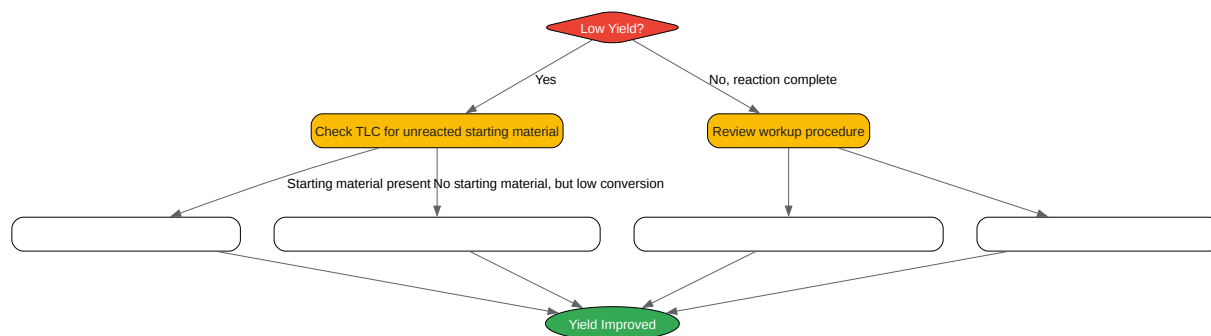 Low Yield?
Yes
No, reaction complete
Check TLC for unreacted starting material
Review workup procedure
Starting material present
No starting material, but low conversion
Yield Improved